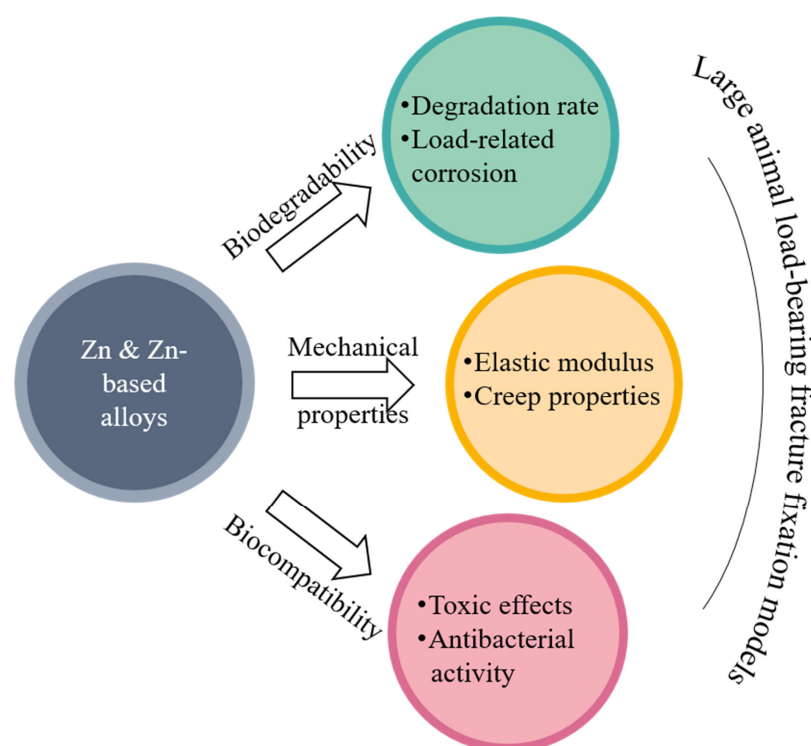 Zn & Zn-
based
alloys
Biodegradability
•Degradation rate
•Load-related
corrosion
Mechanical
properties
•Elastic modulus
•Creep properties
Biocompatibility
•Toxic effects
•Antibacterial
activity
Large animal load-bearing fracture fixation models